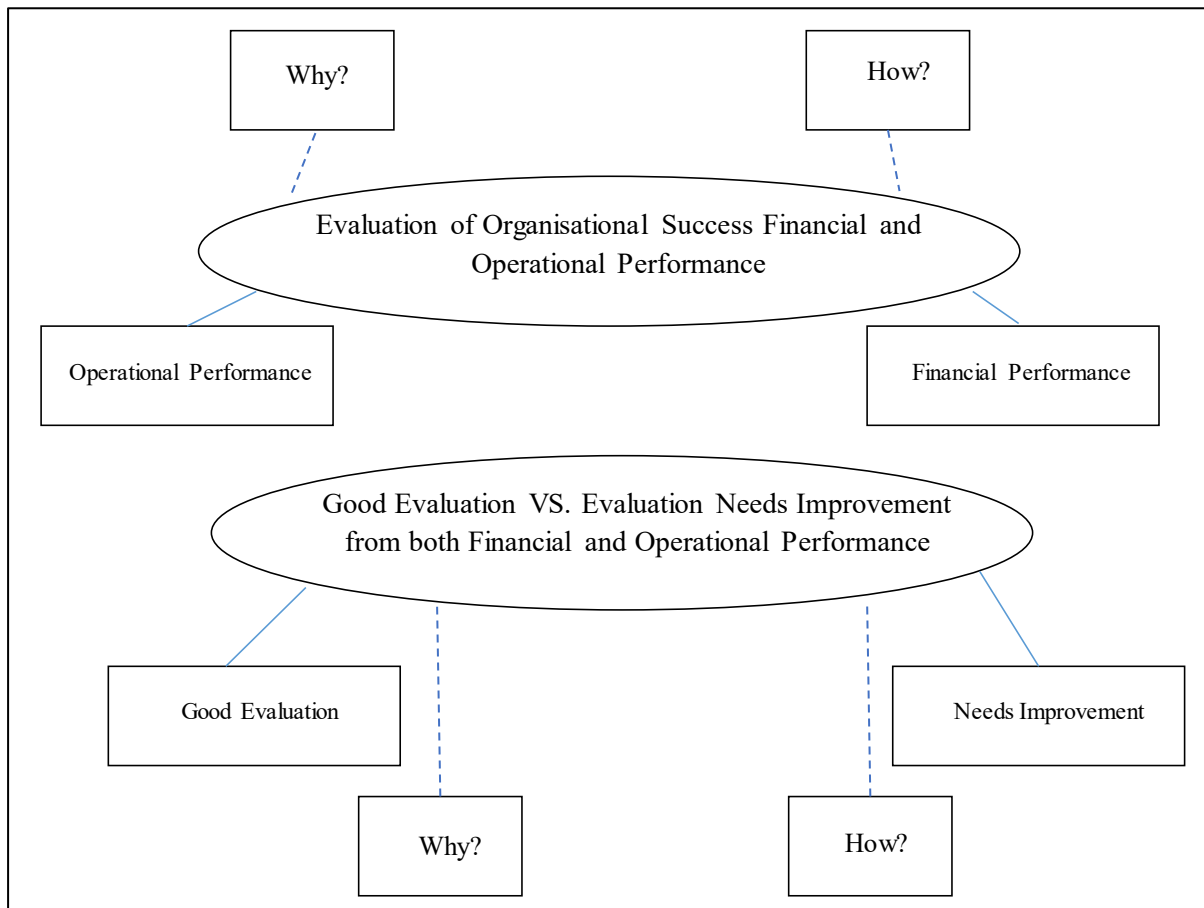 Why?
How?
Evaluation of Organisational Success Financial and
Operational Performance
Operational Performance
Financial Performance
Good Evaluation VS. Evaluation Needs Improvement
from both Financial and Operational Performance
Good Evaluation
Needs Improvement
Why?
How?